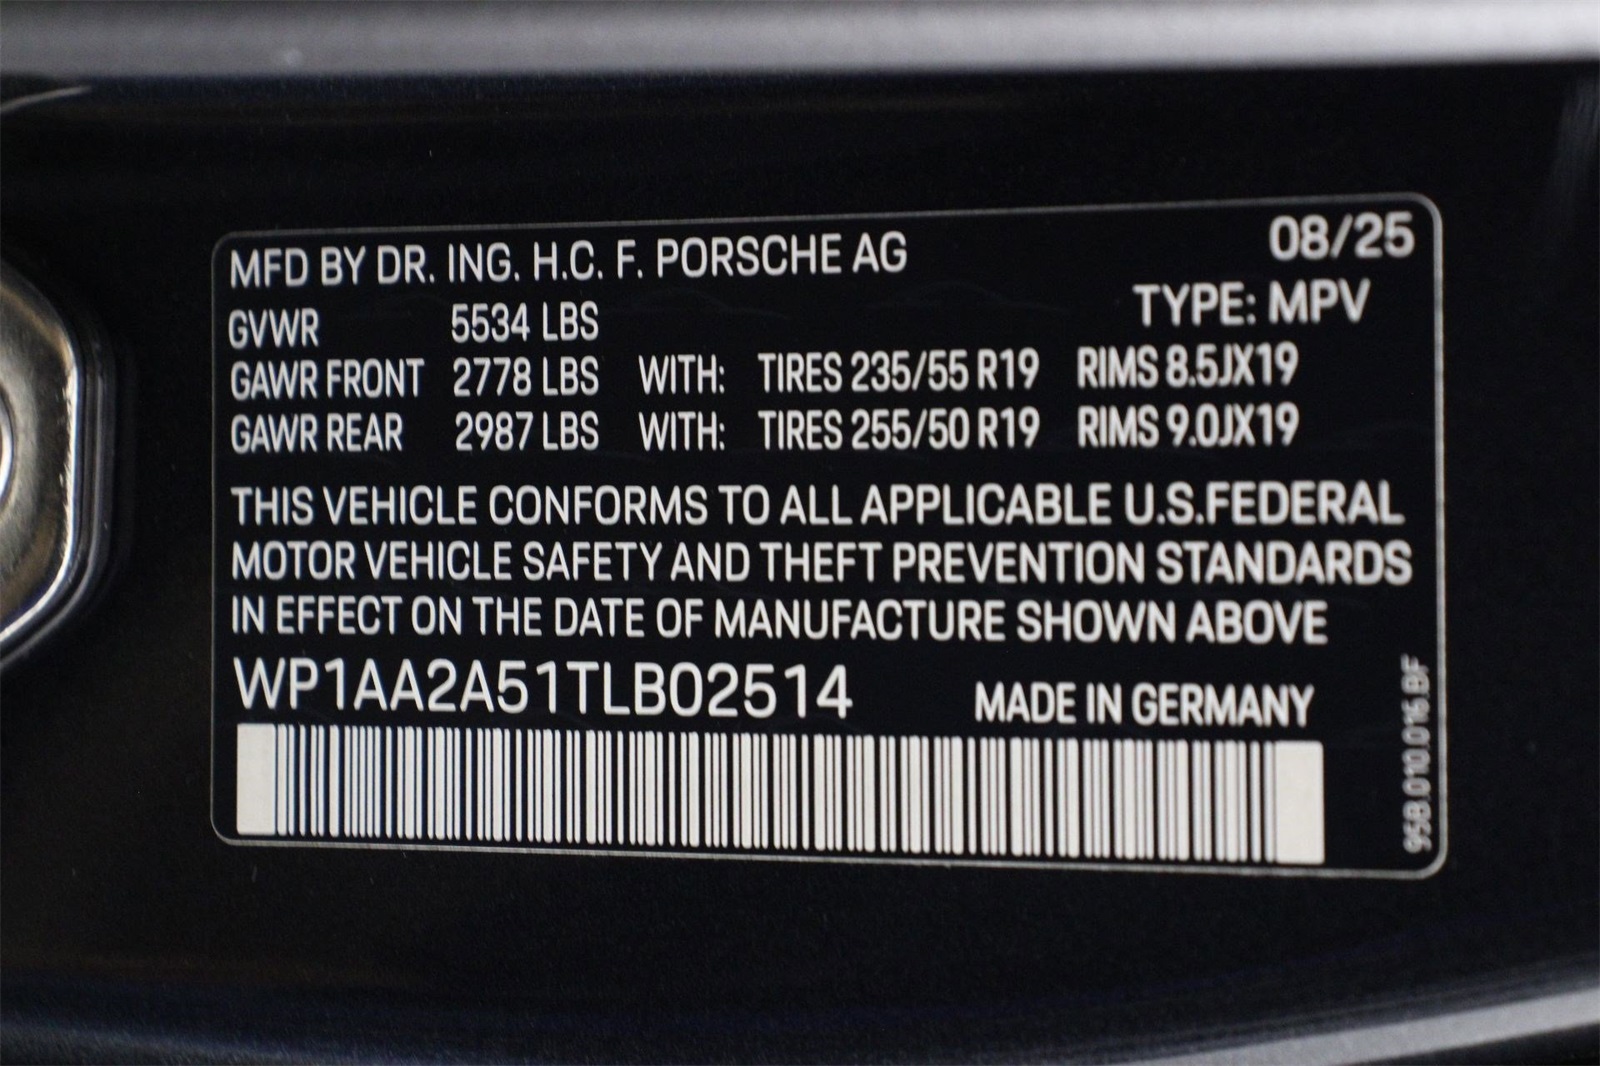 MFD BY DR. ING. H.C. F. PORSCHE AG 08/25
GVWR 5534 LBS TYPE: MPV
GAWR FRONT 2778 LBS WITH: TIRES 235/55 R19 RIMS 8.5JX19
GAWR REAR 2987 LBS WITH: TIRES 255/50 R19 RIMS 9.0JX19
THIS VEHICLE CONFORMS TO ALL APPLICABLE U.S.FEDERAL
MOTOR VEHICLE SAFETY AND THEFT PREVENTION STANDARDS
IN EFFECT ON THE DATE OF MANUFACTURE SHOWN ABOVE
WP1AA2A51TLB02514 MADE IN GERMANY
95B.010.016.BF